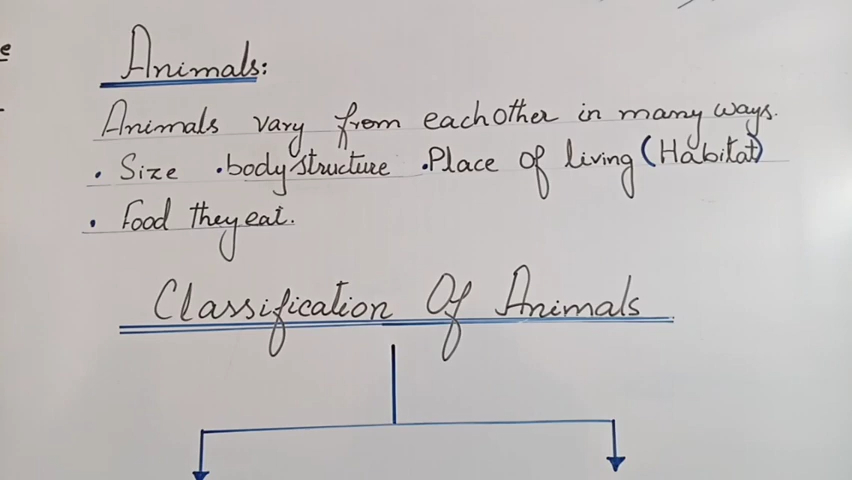 Animals:
Animals vary from eachother in many ways.
• Size •body structure •Place of living (Habitat)
• Food they eat.
Classification Of Animals